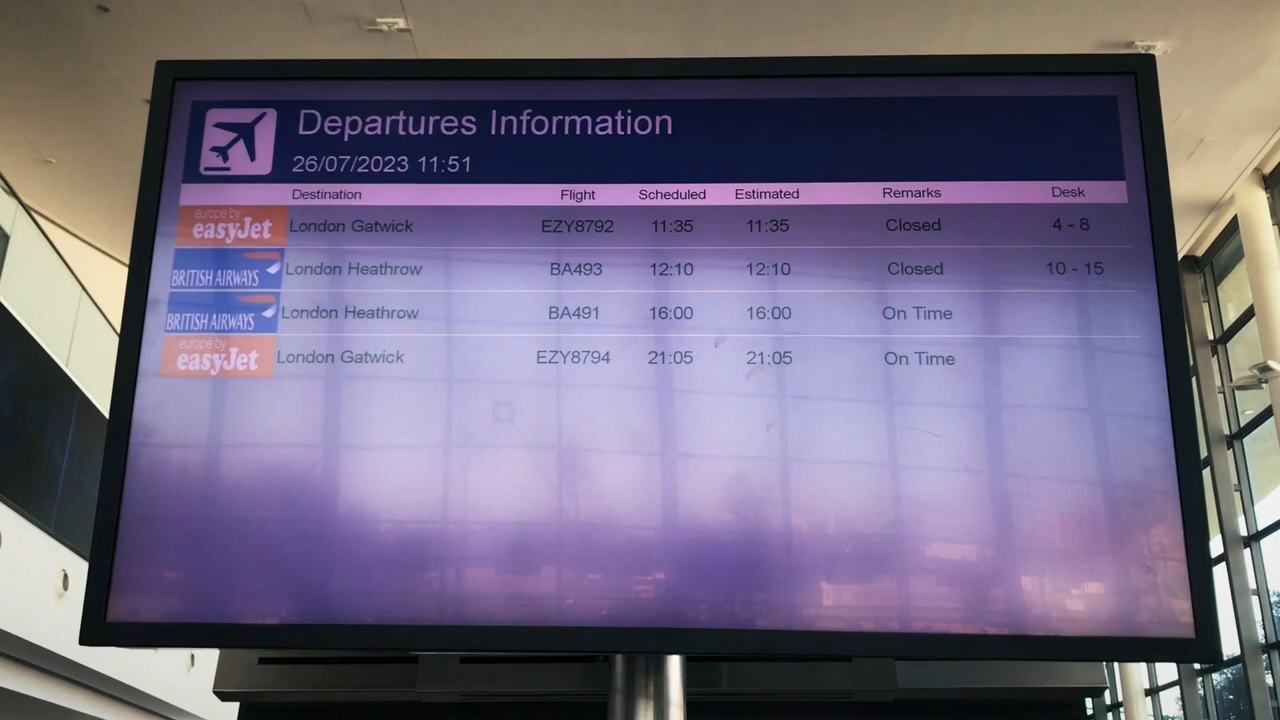 Departures Information
26/07/2023 11:51
Destination Flight Scheduled Estimated Remarks Desk
europe by easyJet London Gatwick EZY8792 11:35 11:35 Closed 4 - 8
BRITISH AIRWAYS London Heathrow BA493 12:10 12:10 Closed 10 - 15
BRITISH AIRWAYS London Heathrow BA491 16:00 16:00 On Time
europe by easyJet London Gatwick EZY8794 21:05 21:05 On Time